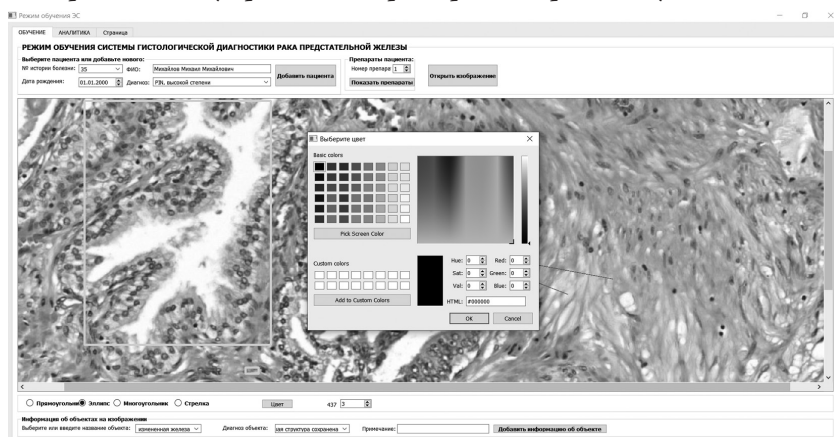 Режим обучения ЭС
ОБУЧЕНИЕ АНАЛИТИКА Страница
РЕЖИМ ОБУЧЕНИЯ СИСТЕМЫ ГИСТОЛОГИЧЕСКОЙ ДИАГНОСТИКИ РАКА ПРЕДСТАТЕЛЬНОЙ ЖЕЛЕЗЫ
Выберите пациента или добавьте нового: Препараты пациента:
№ истории болезни: 35 ФИО: Михайлов Михаил Михайлович Добавить пациента Номер препаре 1 Открыть изображение
Дата рождения: 01.01.2000 Диагноз: PIN, высокой степени Показать препараты
Выберите цвет
Basic colors
Pick Screen Color
Custom colors
Add to Custom Colors
Hue: 0 Red: 0
Sat: 0 Green: 0
Val: 0 Blue: 0
HTML: #000000
OK Cancel
Прямоугольни Эллипс Многоугольник Стрелка Цвет 437 3
Информация об объектах на изображении
Выберите или введите название объекта: измененная железа Диагноз объекта: ая структура сохранена Примечание: Добавить информацию об объекте